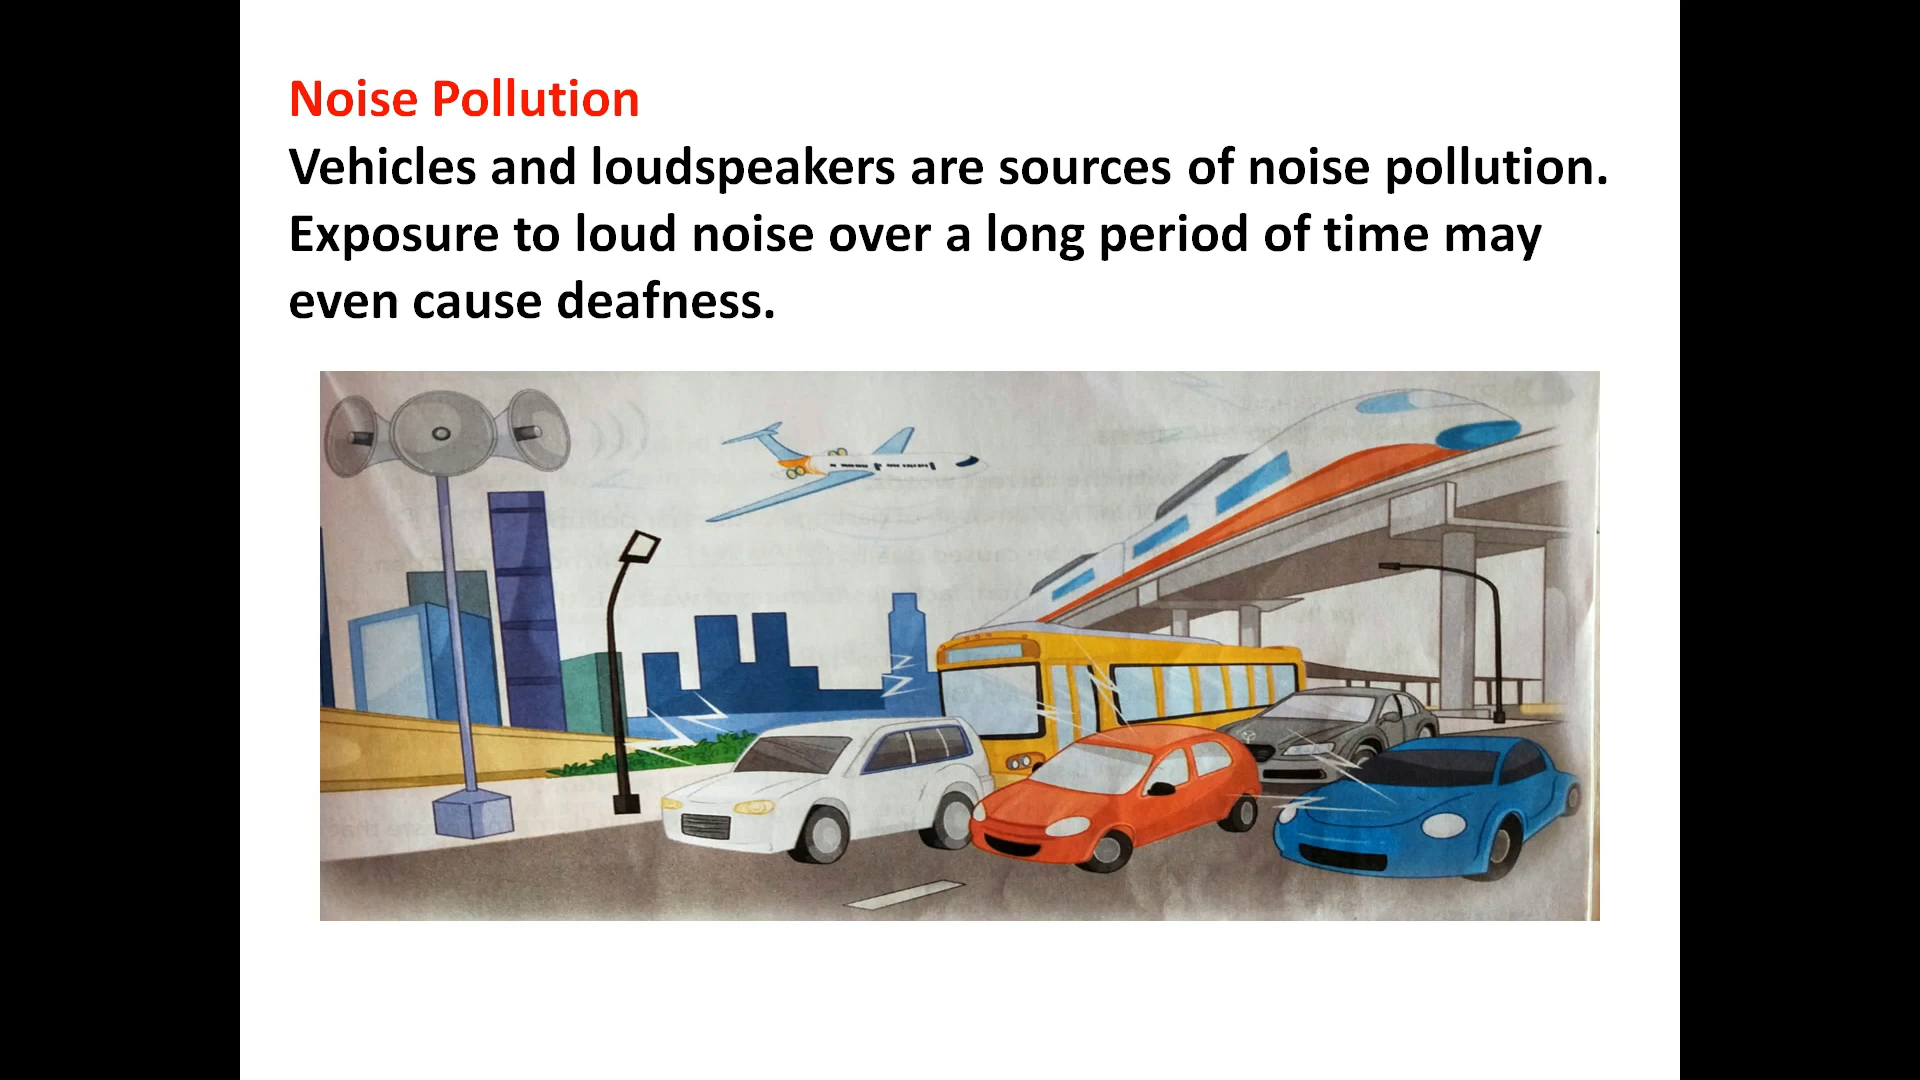 Noise Pollution
Vehicles and loudspeakers are sources of noise pollution.
Exposure to loud noise over a long period of time may
even cause deafness.